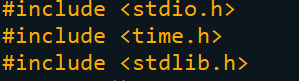 #include <stdio.h>
#include <time.h>
#include <stdlib.h>